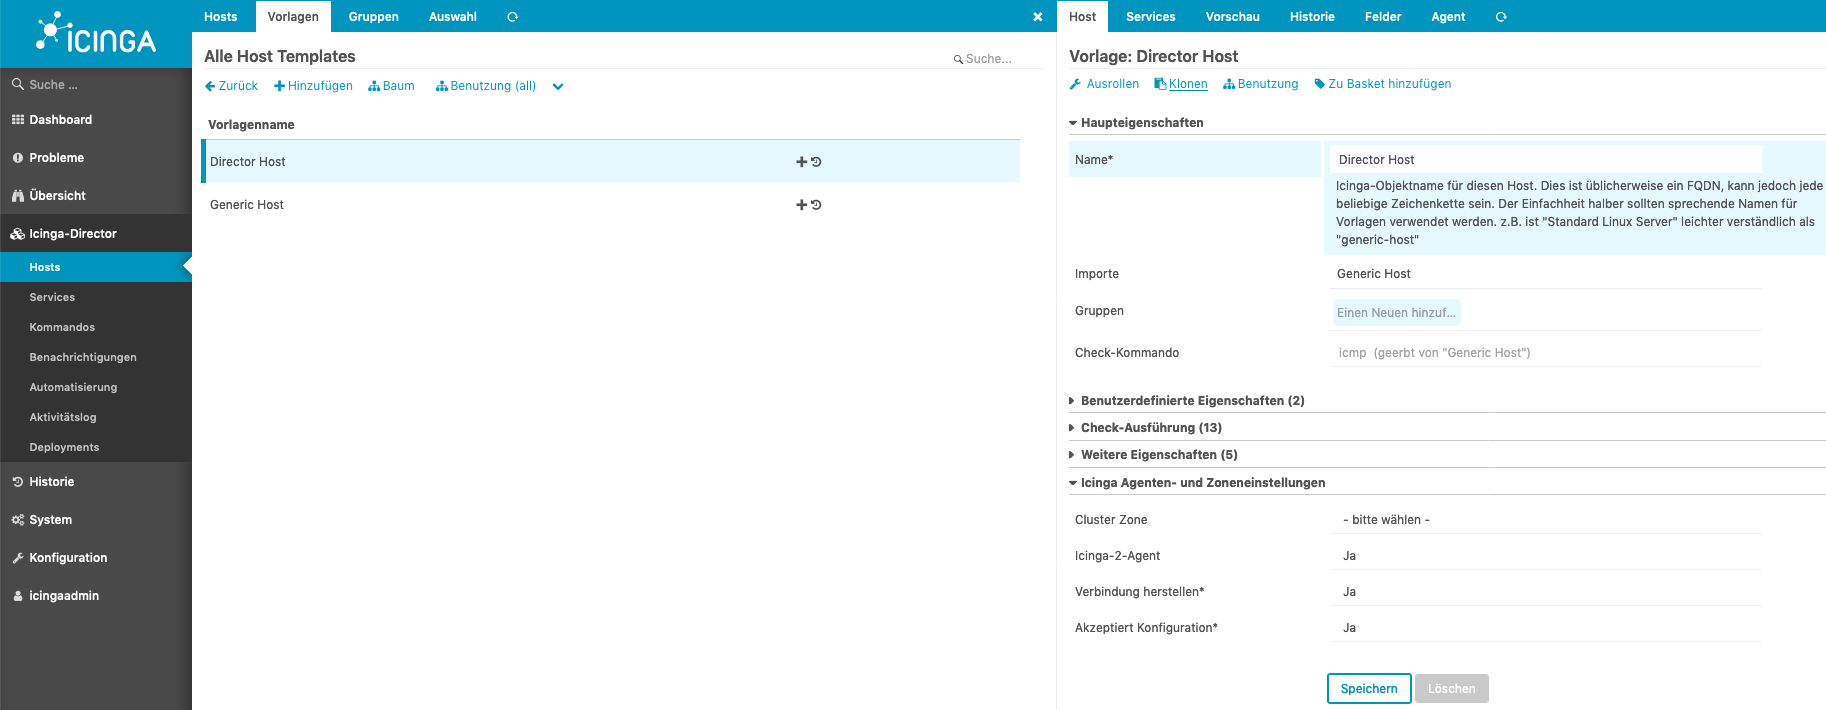 ICINGA
Suche ...
Dashboard
Probleme
Übersicht
Icinga-Director
Hosts
Services
Kommandos
Benachrichtigungen
Automatisierung
Aktivitätslog
Deployments
Historie
System
Konfiguration
icingaadmin
Hosts Vorlagen Gruppen Auswahl
Alle Host Templates
Suche...
Zurück Hinzufügen Baum Benutzung (all)
Vorlagenname
Director Host
Generic Host
Host Services Vorschau Historie Felder Agent
Vorlage: Director Host
Ausrollen Klonen Benutzung Zu Basket hinzufügen
Haupteigenschaften
Name* Director Host
Icinga-Objektname für diesen Host. Dies ist üblicherweise ein FQDN, kann jedoch jede
beliebige Zeichenkette sein. Der Einfachheit halber sollten sprechende Namen für
Vorlagen verwendet werden. z.B. ist "Standard Linux Server" leichter verständlich als
"generic-host"
Importe Generic Host
Gruppen Einen Neuen hinzuf...
Check-Kommando icmp (geerbt von "Generic Host")
Benutzerdefinierte Eigenschaften (2)
Check-Ausführung (13)
Weitere Eigenschaften (5)
Icinga Agenten- und Zoneneinstellungen
Cluster Zone - bitte wählen -
Icinga-2-Agent Ja
Verbindung herstellen* Ja
Akzeptiert Konfiguration* Ja
Speichern Löschen